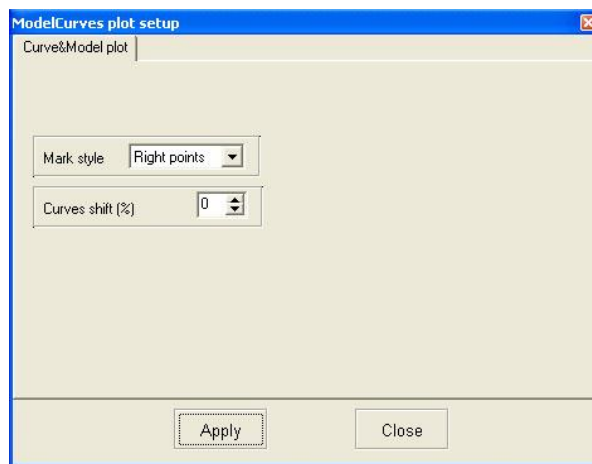 ModelCurves plot setup
Curve&Model plot
Mark style Right points
Curves shift (%) 0
Apply Close